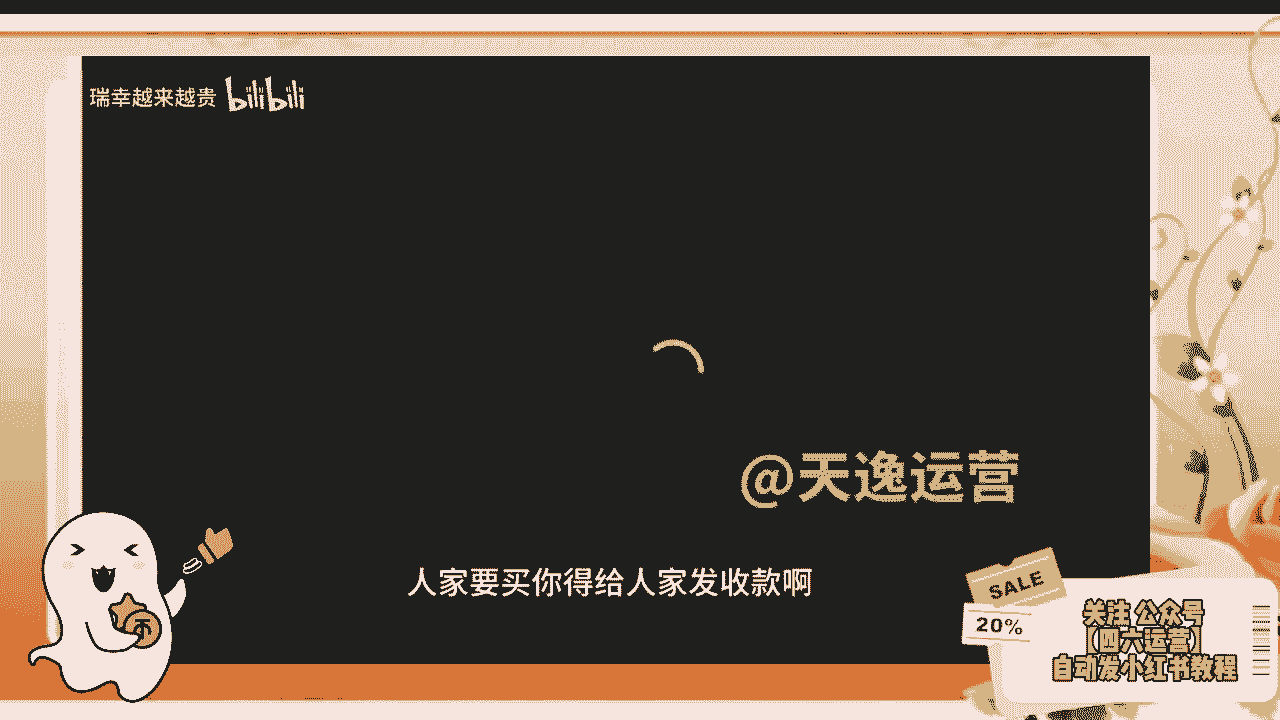 瑞幸越来越贵 bilibili
@天逸运营
人家要买你得给人家发收款啊
SALE
20%
关注 公众号
【四六运营】
自动发小红书教程